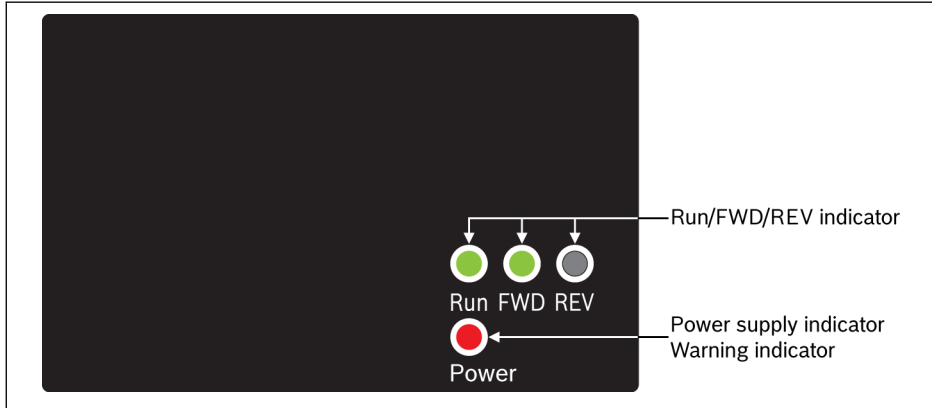 Run/FWD/REV indicator
Run FWD REV
Power supply indicator
Warning indicator
Power